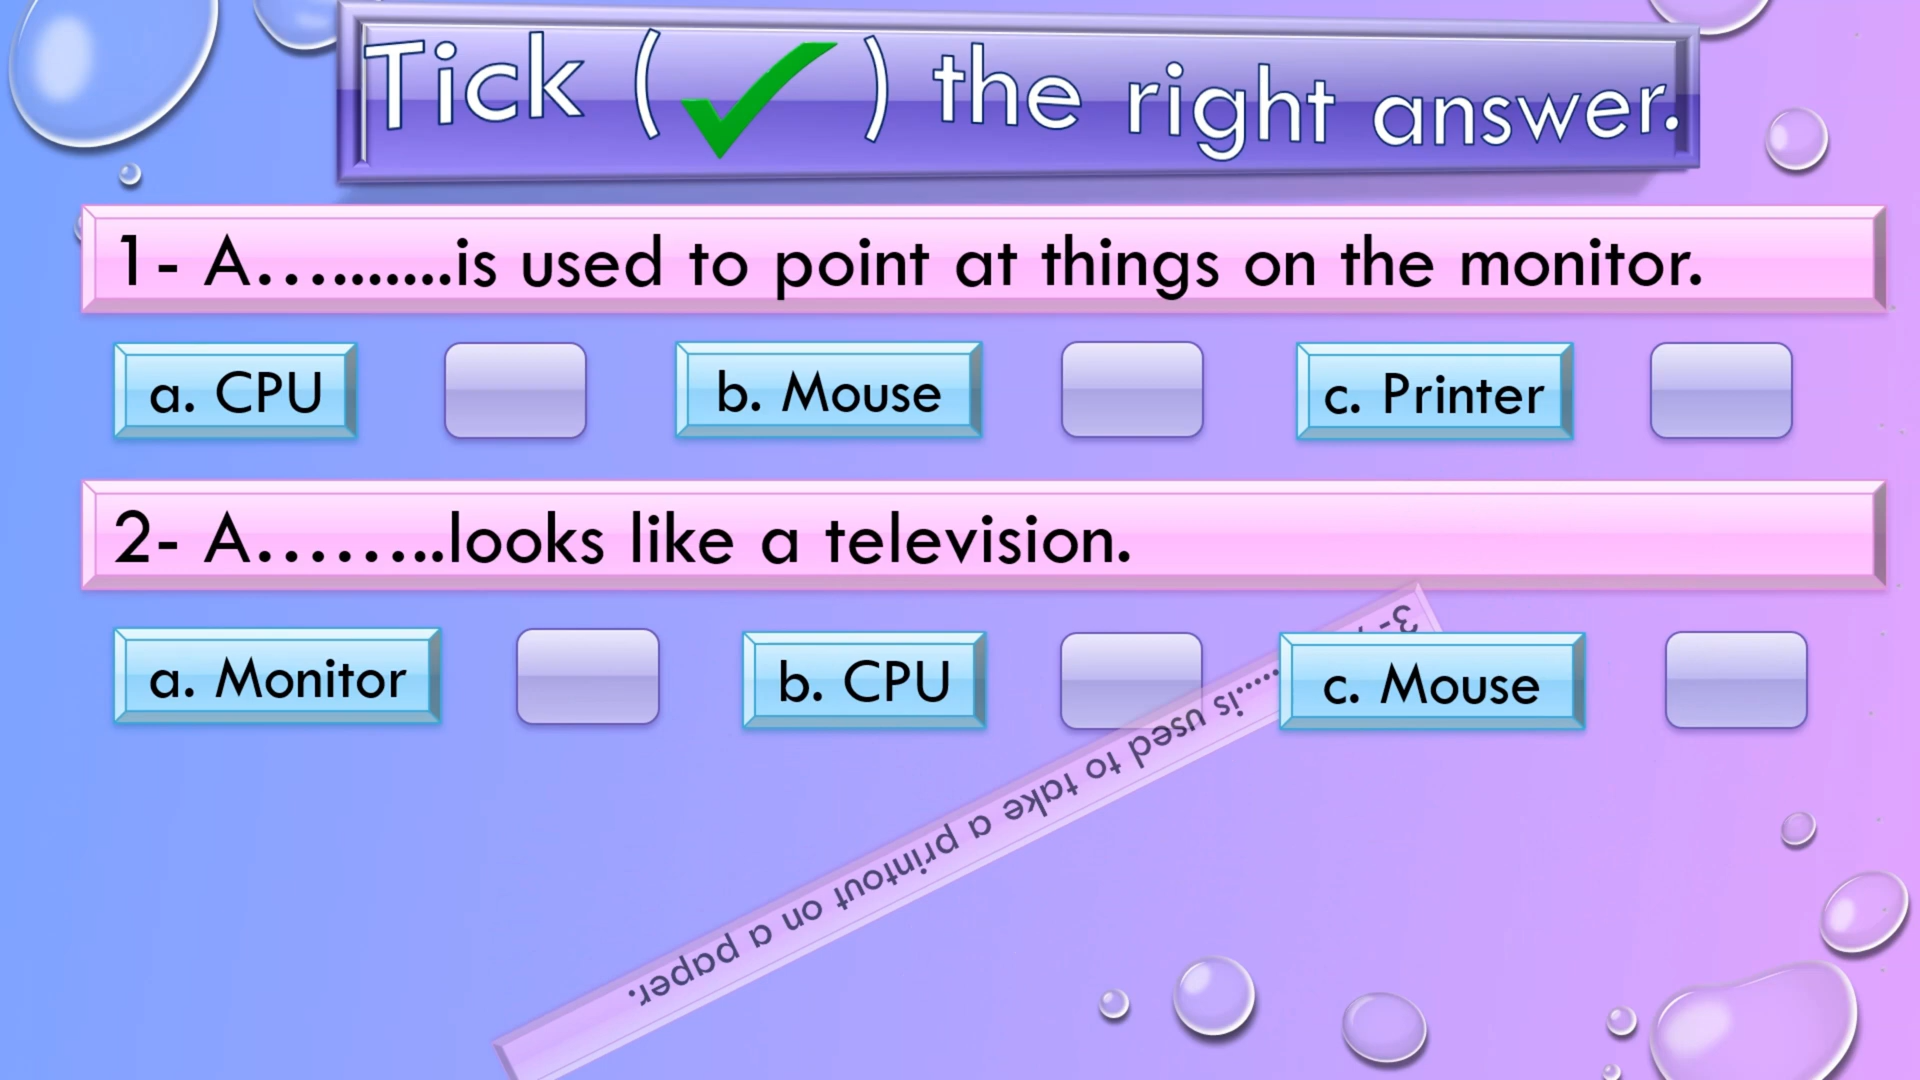 Tick ( ✓ ) the right answer.
1- A..........is used to point at things on the monitor.
a. CPU
b. Mouse
c. Printer
2- A........looks like a television.
a. Monitor
b. CPU
c. Mouse
3- .....is used to take a printout on a paper.